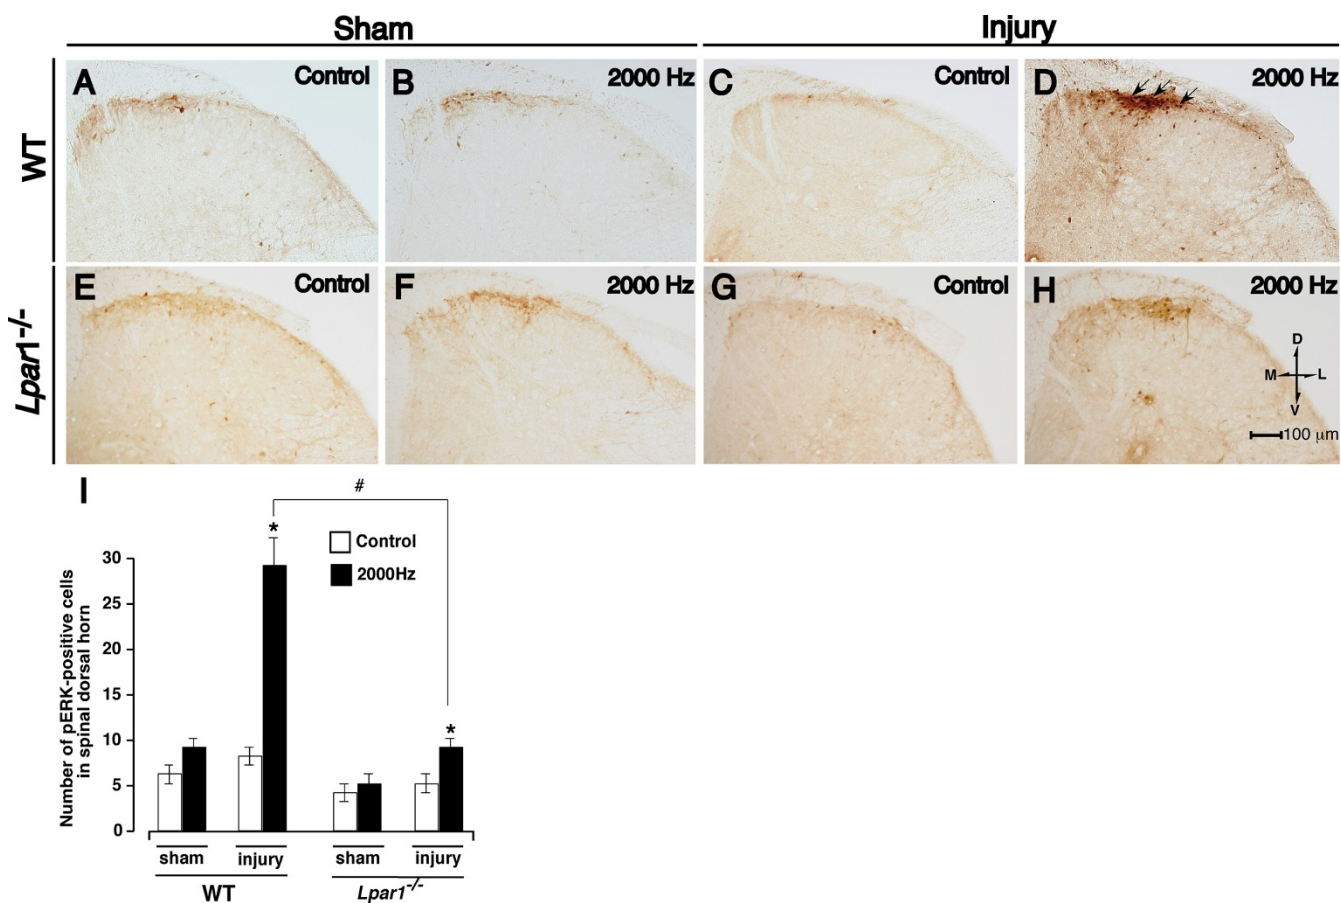 Sham
Injury
WT
A
Control
B
2000 Hz
C
Control
D
2000 Hz
Lpar1-/-
E
Control
F
2000 Hz
G
Control
H
2000 Hz
D
M
L
V
100 μm
I
#
*
*
Control
2000Hz
Number of pERK-positive cells
in spinal dorsal horn
30
25
20
15
10
5
0
sham
injury
sham
injury
WT
Lpar1-/-